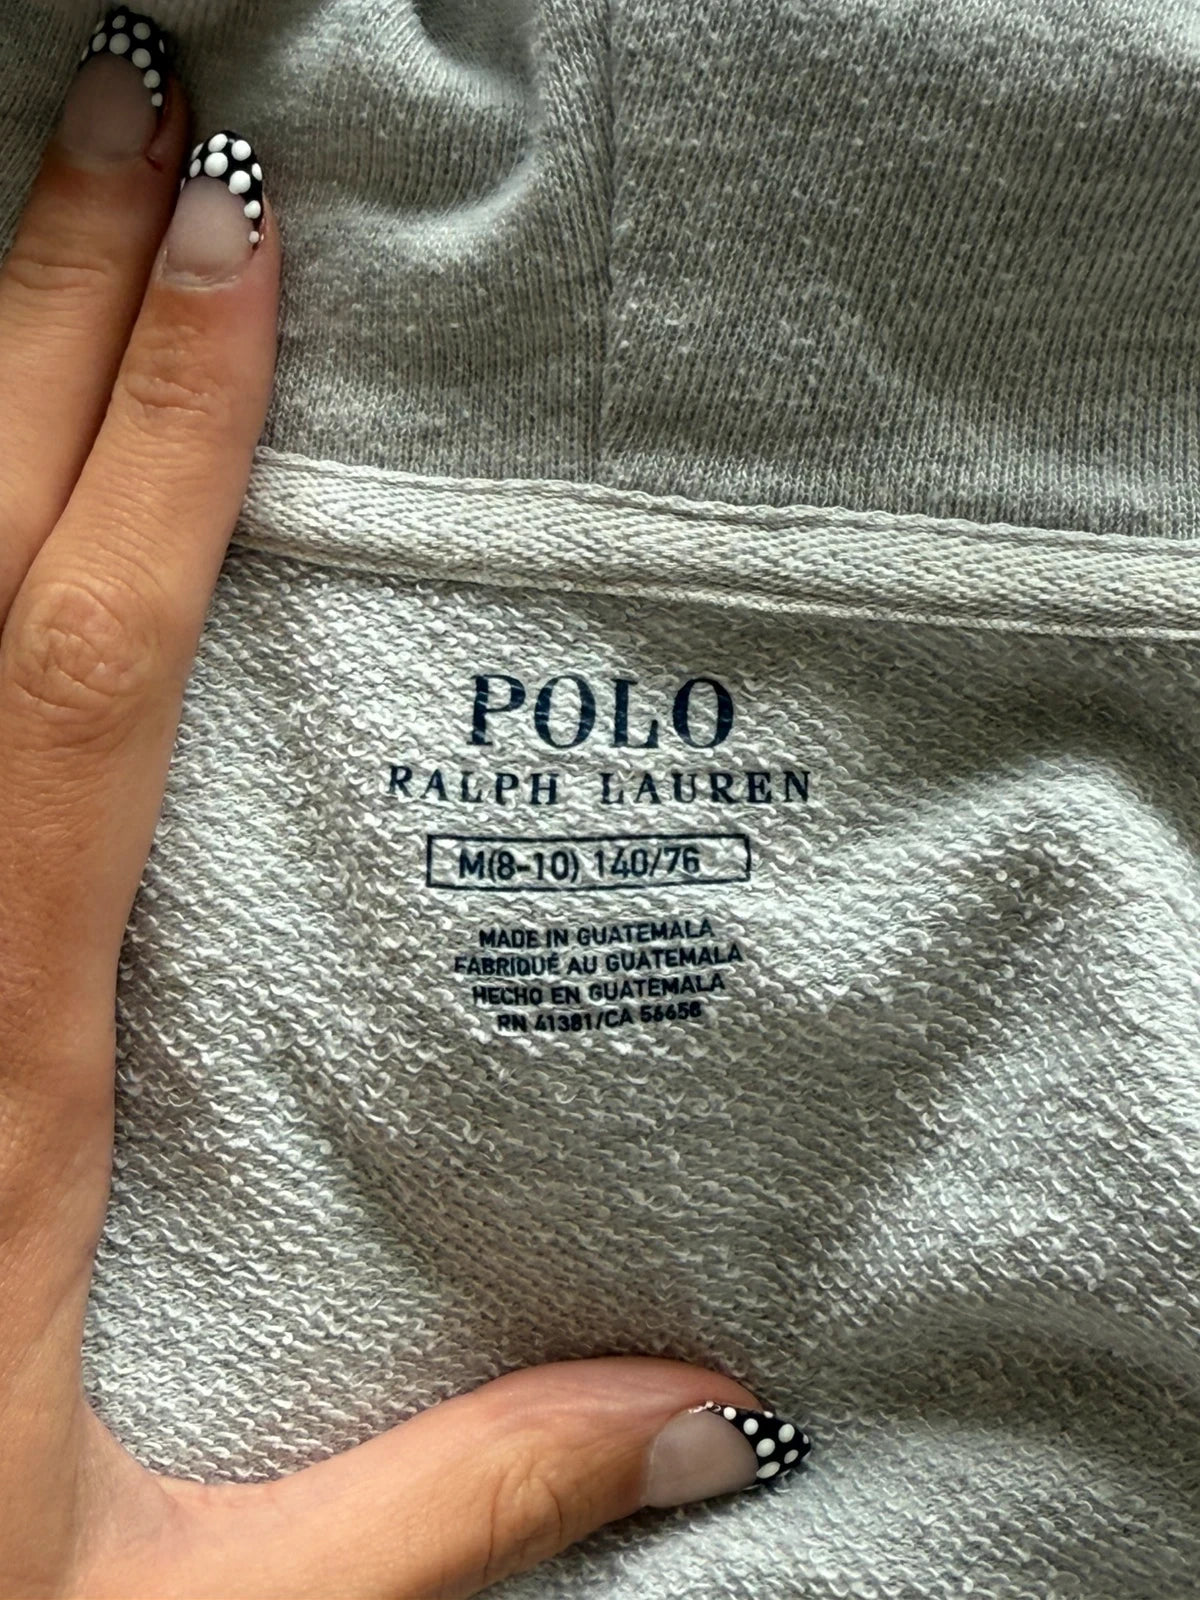 POLO
RALPH LAUREN
M(8-10) 140/76
MADE IN GUATEMALA
FABRIQUÉ AU GUATEMALA
HECHO EN GUATEMALA
RN 41381/CA 56658